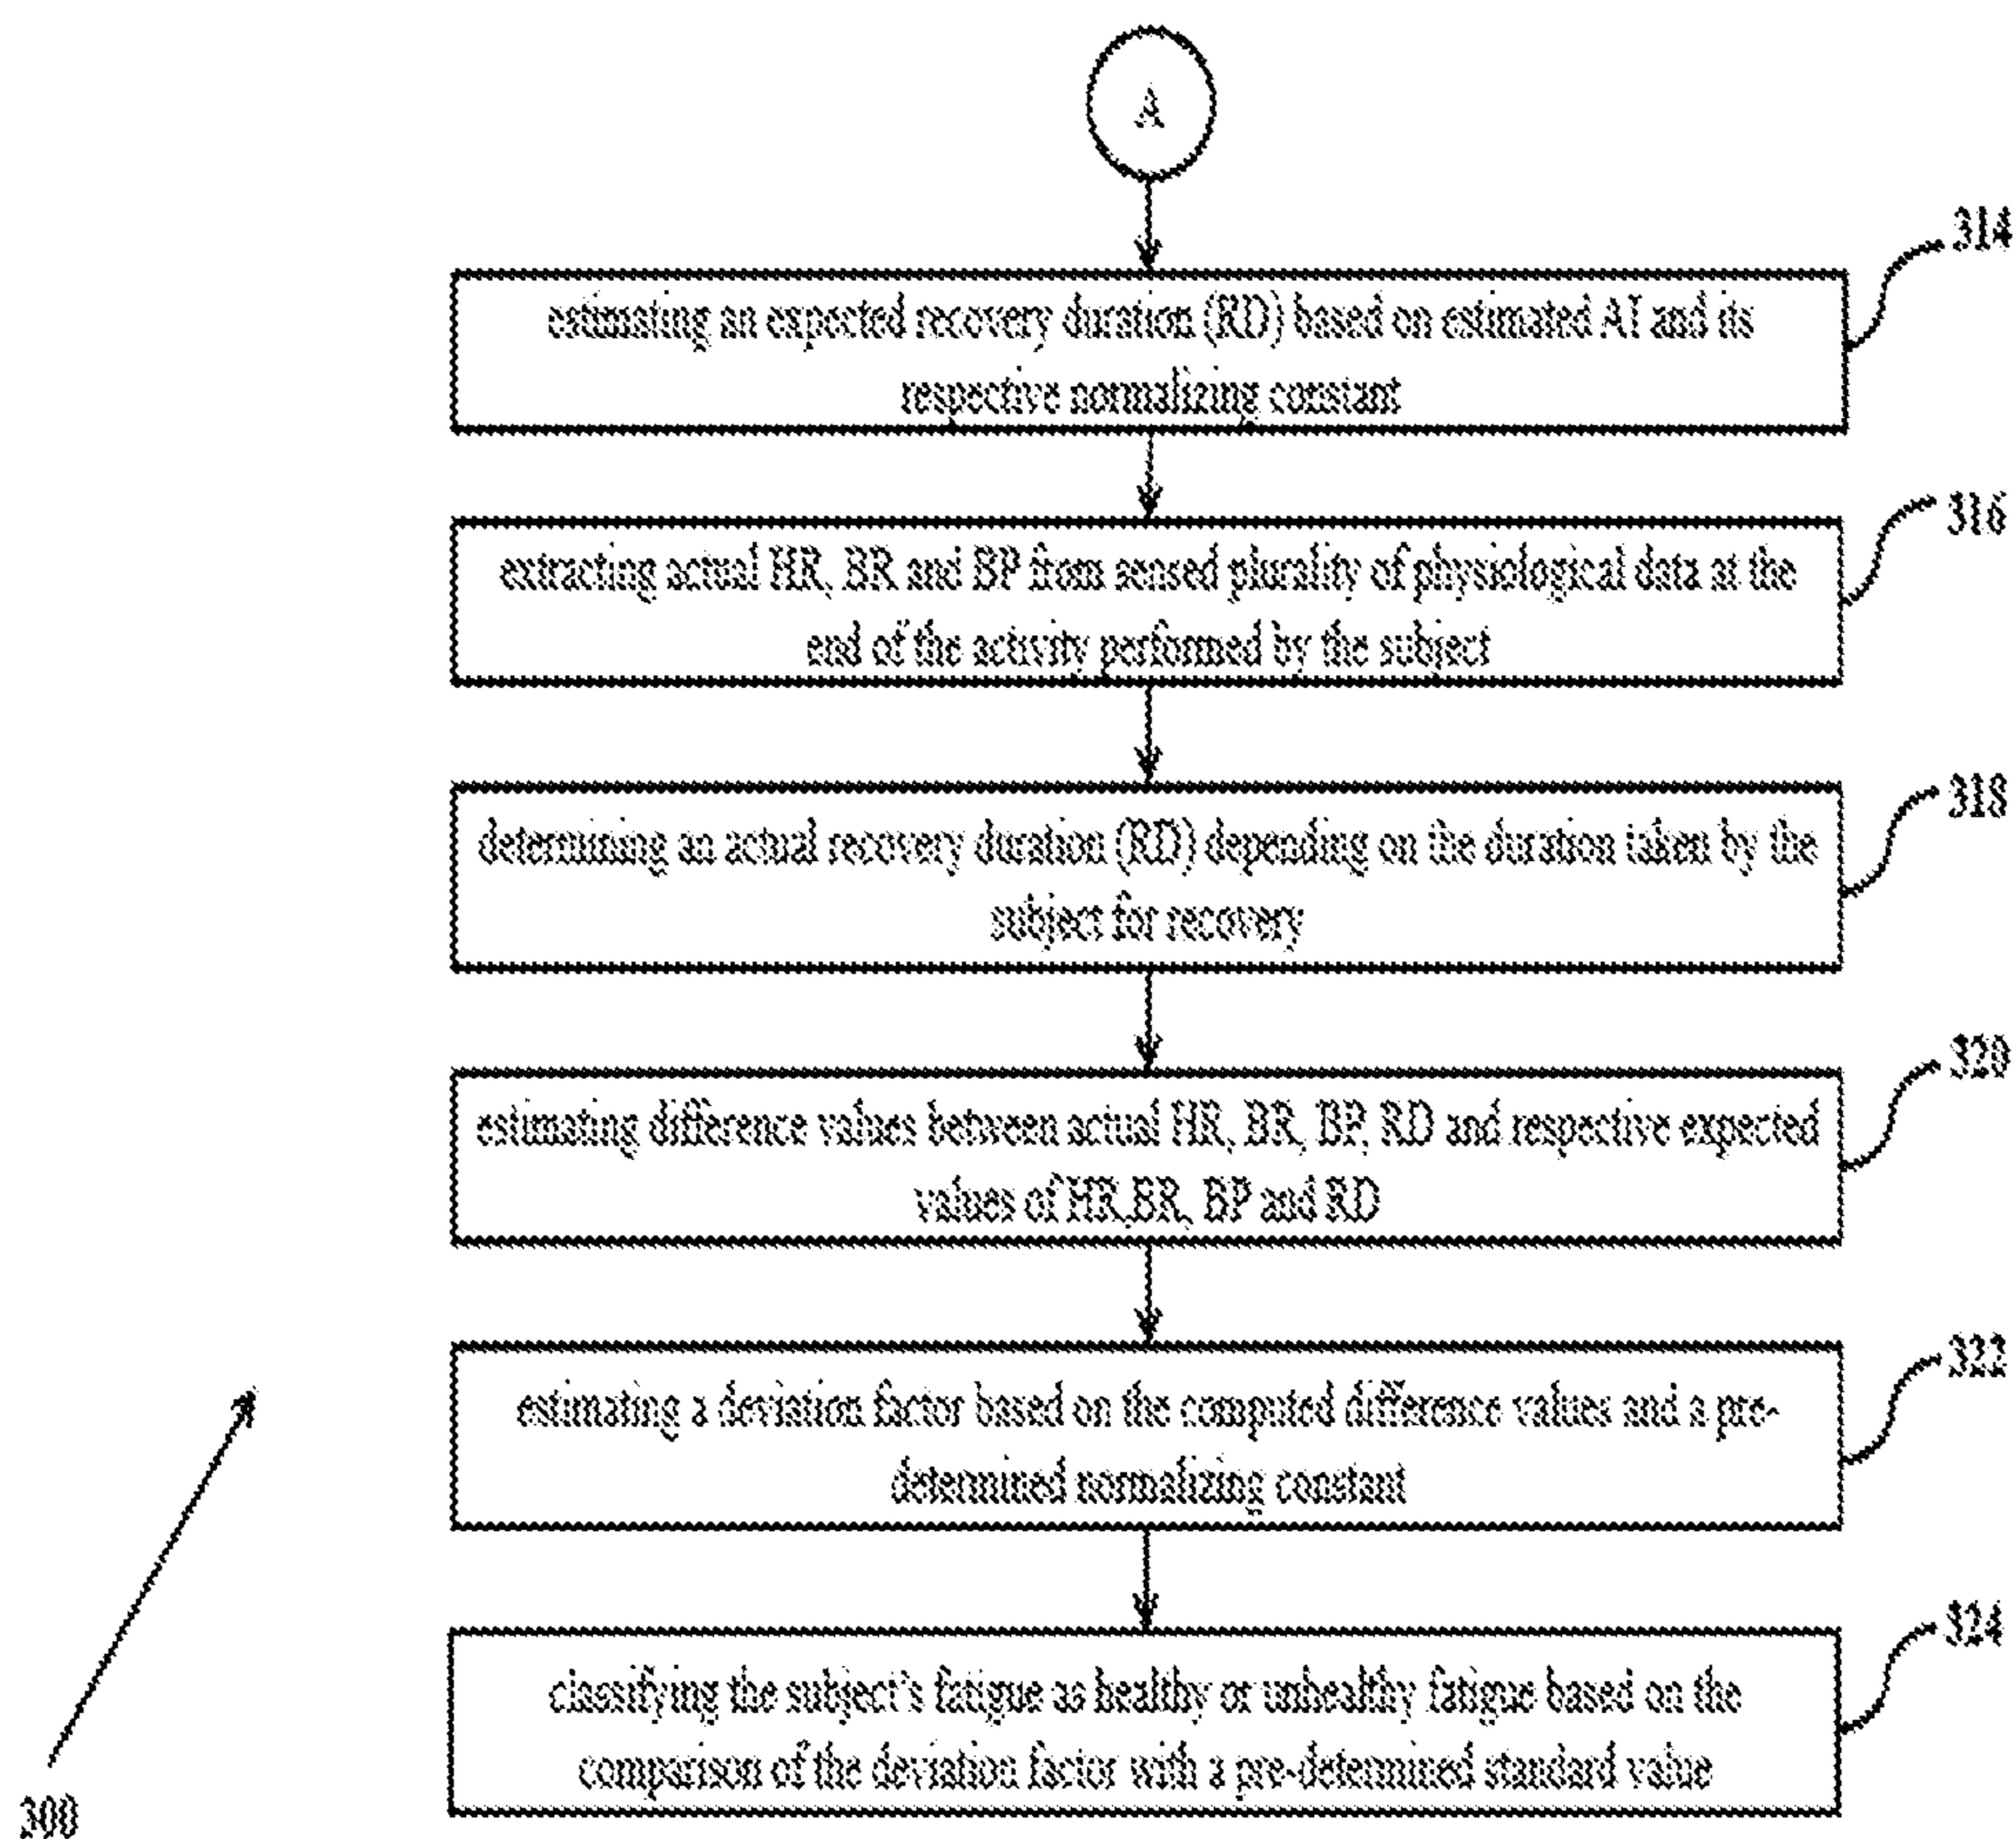 A
314
estimating an expected recovery duration (RD) based on estimated AI and its
respective normalizing constant
316
extracting actual HR, BR and BP from sensed plurality of physiological data at the
end of the activity performed by the subject
318
determining an actual recovery duration (RD) depending on the duration taken by the
subject for recovery
320
estimating difference values between actual HR, BR, BP, RD and respective expected
values of HR,BR, BP and RD
322
estimating a deviation factor based on the computed difference values and a pre-
determined normalizing constant
324
classifying the subject's fatigue as healthy or unhealthy fatigue based on the
comparison of the deviation factor with a pre-determined standard value
300